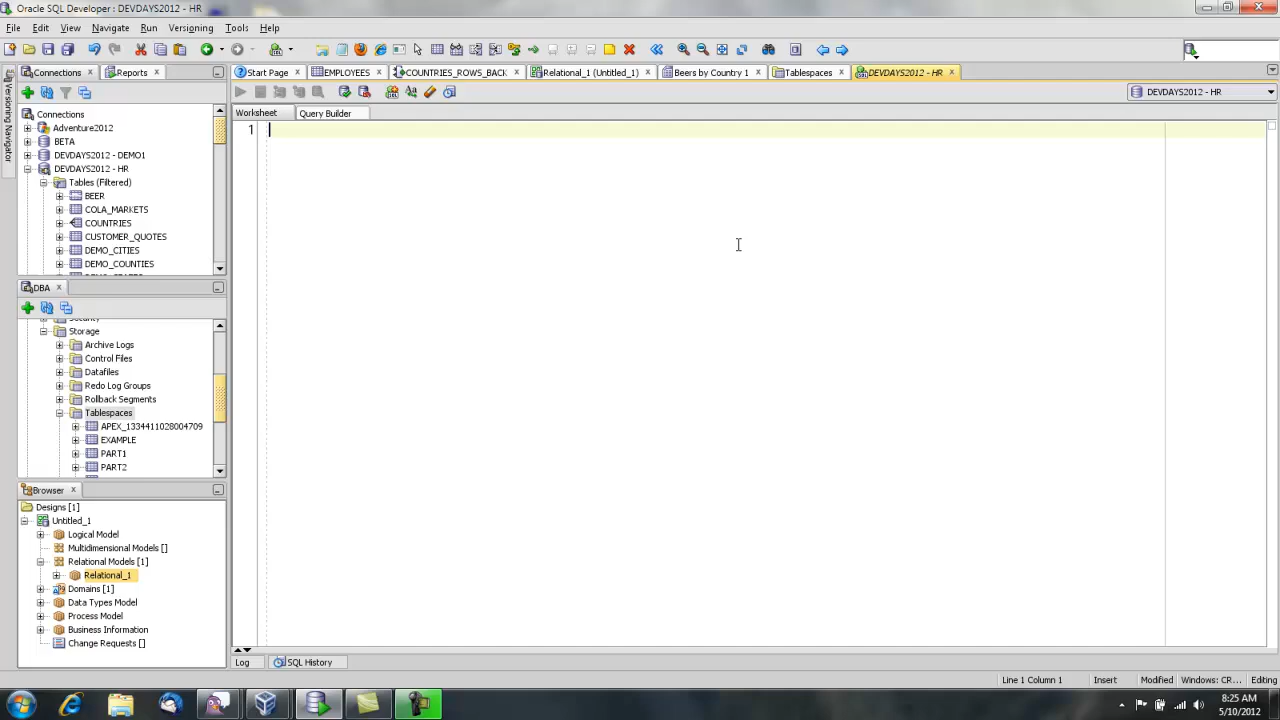 Oracle SQL Developer : DEVDAYS2012 - HR
File Edit View Navigate Run Versioning Tools Help
Versioning Navigator
Connections Reports
Start Page EMPLOYEES COUNTRIES_ROWS_BACK Relational_1 (Untitled_1) Beers by Country 1 Tablespaces DEVDAYS2012 - HR
DEVDAYS2012 - HR
Worksheet Query Builder
1
Connections
Adventure2012
BETA
DEVDAYS2012 - DEMO1
DEVDAYS2012 - HR
Tables (Filtered)
BEER
COLA_MARKETS
COUNTRIES
CUSTOMER_QUOTES
DEMO_CITIES
DEMO_COUNTIES
DBA
Security
Storage
Archive Logs
Control Files
Datafiles
Redo Log Groups
Rollback Segments
Tablespaces
APEX_1334411028004709
EXAMPLE
PART1
PART2
Browser
Designs [1]
Untitled_1
Logical Model
Multidimensional Models []
Relational Models [1]
Relational_1
Domains [1]
Data Types Model
Process Model
Business Information
Change Requests []
Log SQL History
Line 1 Column 1 Insert Modified Windows: CR... Editing
8:25 AM
5/10/2012